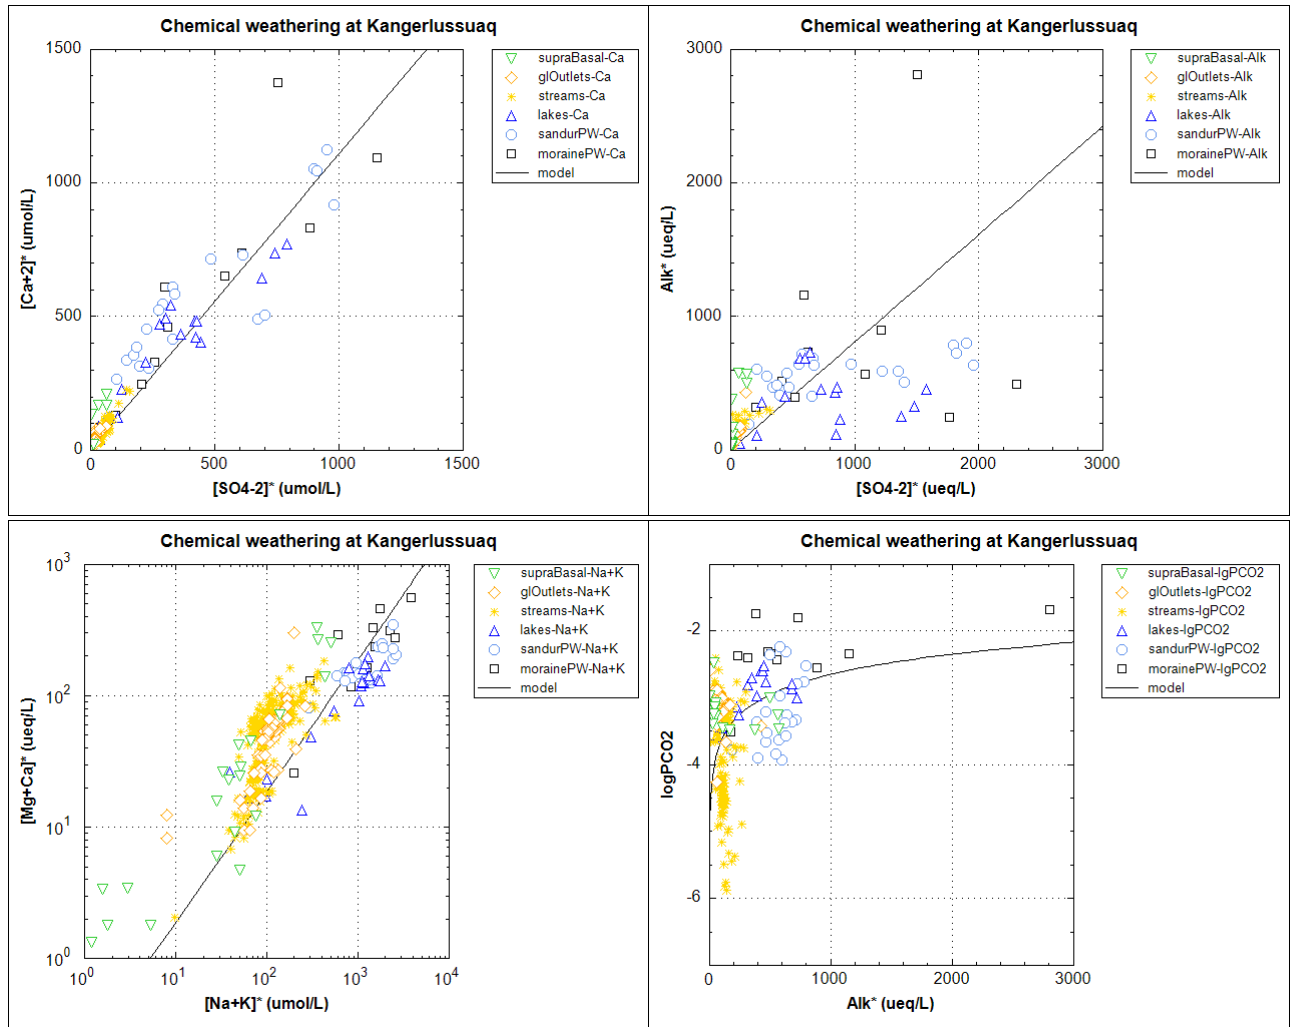 Chemical weathering at Kangerlussuaq
1500
1000
500
0
0
500
1000
1500
[Ca+2]* (umol/L)
[SO4-2]* (umol/L)
supraBasal-Ca
glOutlets-Ca
streams-Ca
lakes-Ca
sandurPW-Ca
morainePW-Ca
model
Chemical weathering at Kangerlussuaq
3000
2000
1000
0
0
1000
2000
3000
Alk* (ueq/L)
[SO4-2]* (ueq/L)
supraBasal-Alk
glOutlets-Alk
streams-Alk
lakes-Alk
sandurPW-Alk
morainePW-Alk
model
Chemical weathering at Kangerlussuaq
10^3
10^2
10^1
10^0
10^0
10^1
10^2
10^3
10^4
[Mg+Ca]* (ueq/L)
[Na+K]* (umol/L)
supraBasal-Na+K
glOutlets-Na+K
streams-Na+K
lakes-Na+K
sandurPW-Na+K
morainePW-Na+K
model
Chemical weathering at Kangerlussuaq
-2
-4
-6
0
1000
2000
3000
logPCO2
Alk* (ueq/L)
supraBasal-lgPCO2
glOutlets-lgPCO2
streams-lgPCO2
lakes-lgPCO2
sandurPW-lgPCO2
morainePW-lgPCO2
model